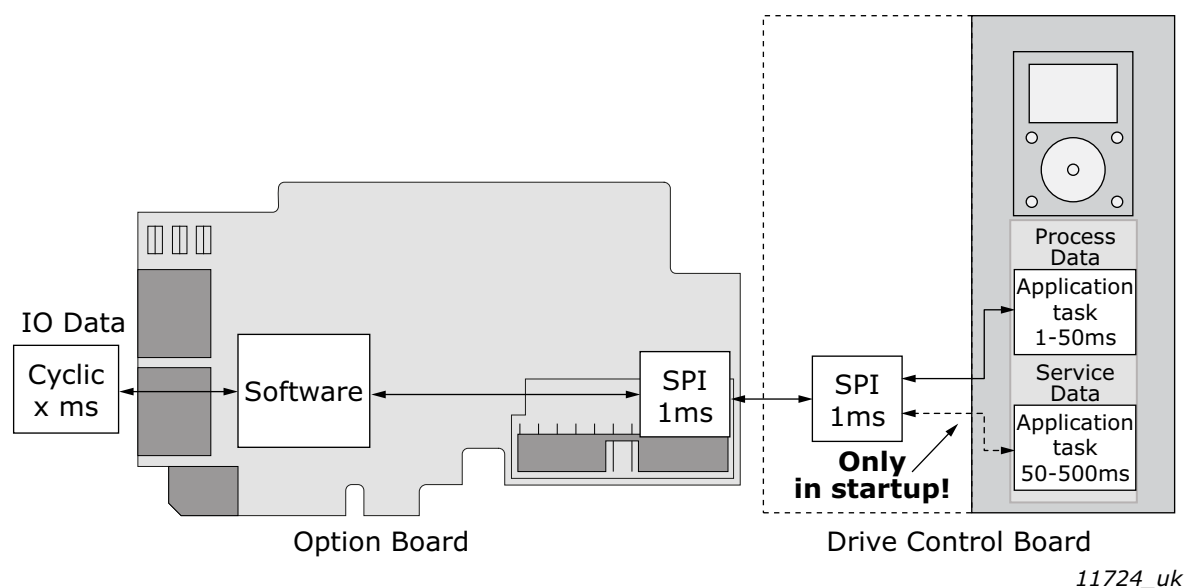 IO Data
Cyclic
x ms
Software
SPI
1ms
SPI
1ms
Process
Data
Application
task
1-50ms
Service
Data
Application
task
50-500ms
Only
in startup!
Option Board
Drive Control Board
11724_uk